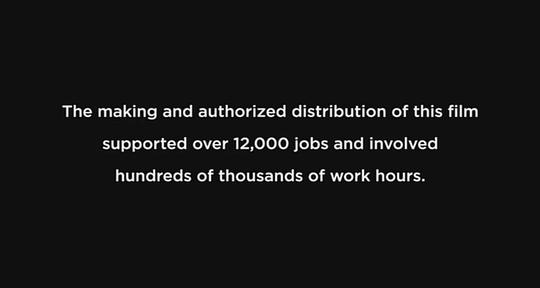 The making and authorized distribution of this film
supported over 12,000 jobs and involved
hundreds of thousands of work hours.